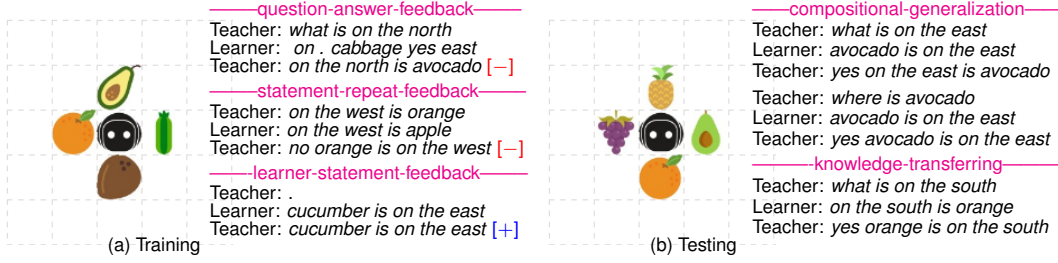 question-answer-feedback
Teacher: what is on the north
Learner: on . cabbage yes east
Teacher: on the north is avocado [−]
statement-repeat-feedback
Teacher: on the west is orange
Learner: on the west is apple
Teacher: no orange is on the west [−]
learner-statement-feedback
Teacher: .
Learner: cucumber is on the east
Teacher: cucumber is on the east [+]
(a) Training
compositional-generalization
Teacher: what is on the east
Learner: avocado is on the east
Teacher: yes on the east is avocado
Teacher: where is avocado
Learner: avocado is on the east
Teacher: yes avocado is on the east
knowledge-transferring
Teacher: what is on the south
Learner: on the south is orange
Teacher: yes orange is on the south
(b) Testing